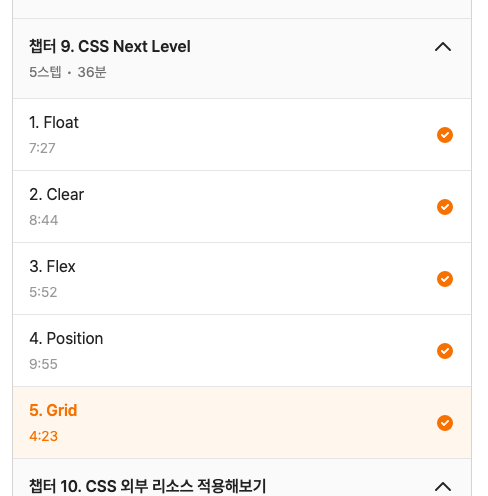 챕터 9. CSS Next Level
5스텝 • 36분
1. Float
7:27
2. Clear
8:44
3. Flex
5:52
4. Position
9:55
5. Grid
4:23
챕터 10. CSS 외부 리소스 적용해보기